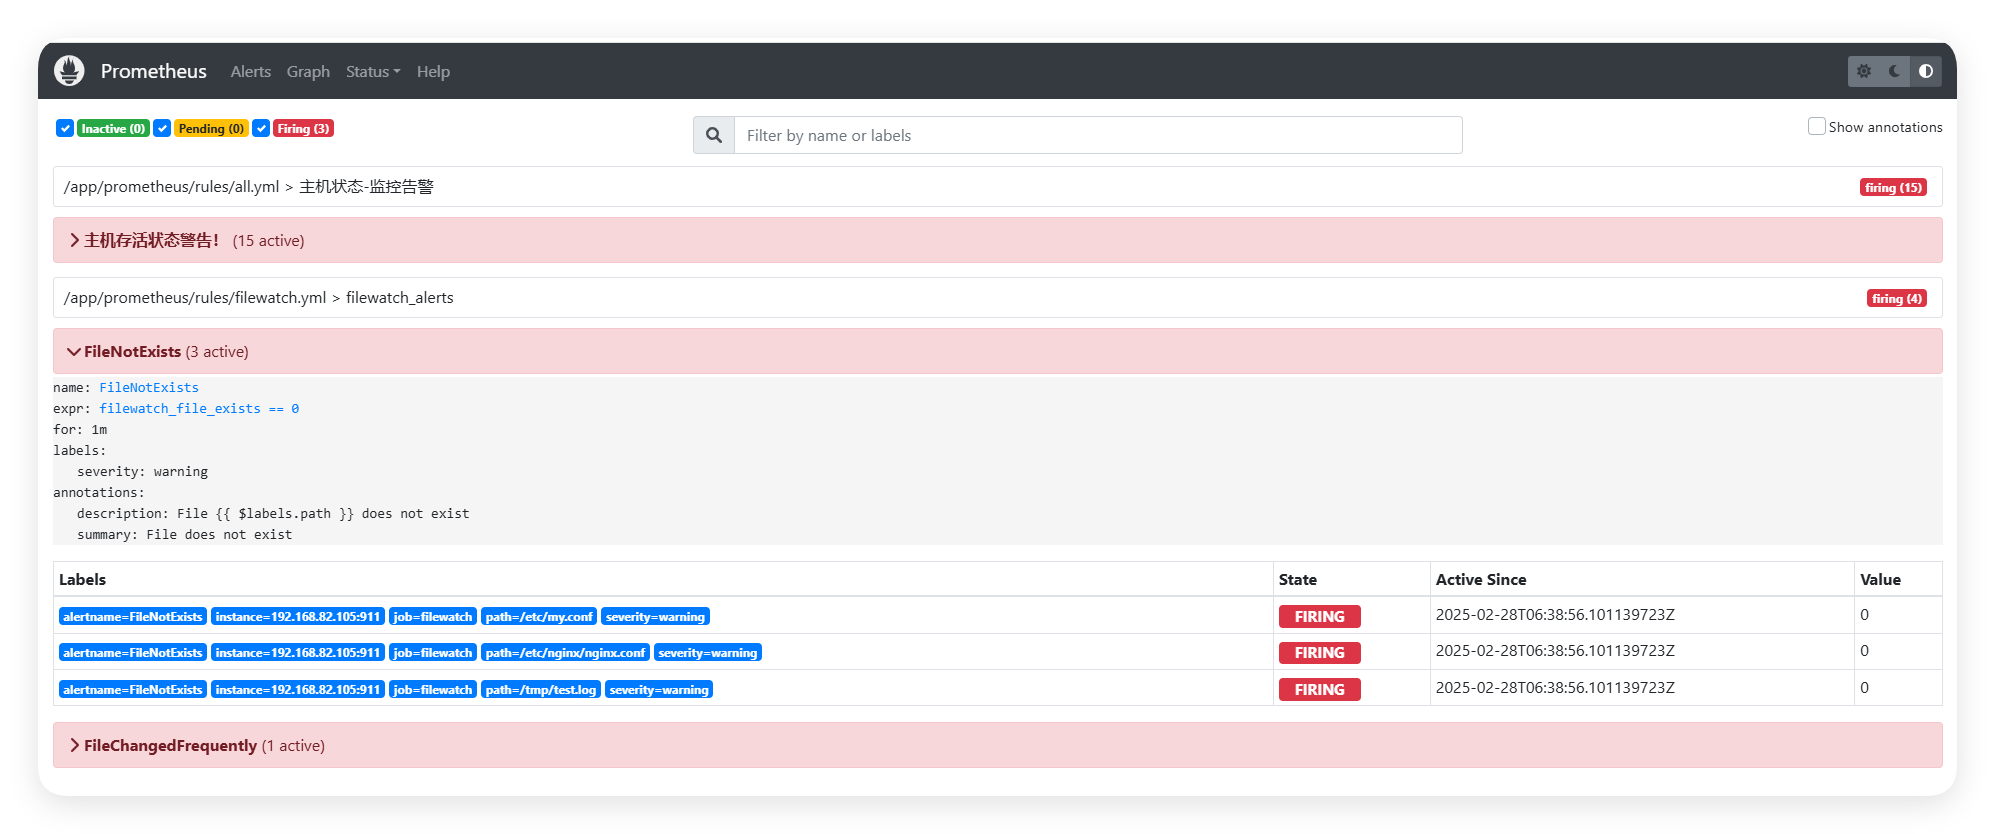 Prometheus Alerts Graph Status Help
Inactive (0) Pending (0) Firing (3) Filter by name or labels Show annotations
/app/prometheus/rules/all.yml > 主机状态-监控告警 firing (15)
主机存活状态警告！ (15 active)
/app/prometheus/rules/filewatch.yml > filewatch_alerts firing (4)
FileNotExists (3 active)
name: FileNotExists
expr: filewatch_file_exists == 0
for: 1m
labels:
severity: warning
annotations:
description: File {{ $labels.path }} does not exist
summary: File does not exist
Labels State Active Since Value
alertname=FileNotExists instance=192.168.82.105:911 job=filewatch path=/etc/my.conf severity=warning FIRING 2025-02-28T06:38:56.101139723Z 0
alertname=FileNotExists instance=192.168.82.105:911 job=filewatch path=/etc/nginx/nginx.conf severity=warning FIRING 2025-02-28T06:38:56.101139723Z 0
alertname=FileNotExists instance=192.168.82.105:911 job=filewatch path=/tmp/test.log severity=warning FIRING 2025-02-28T06:38:56.101139723Z 0
FileChangedFrequently (1 active)